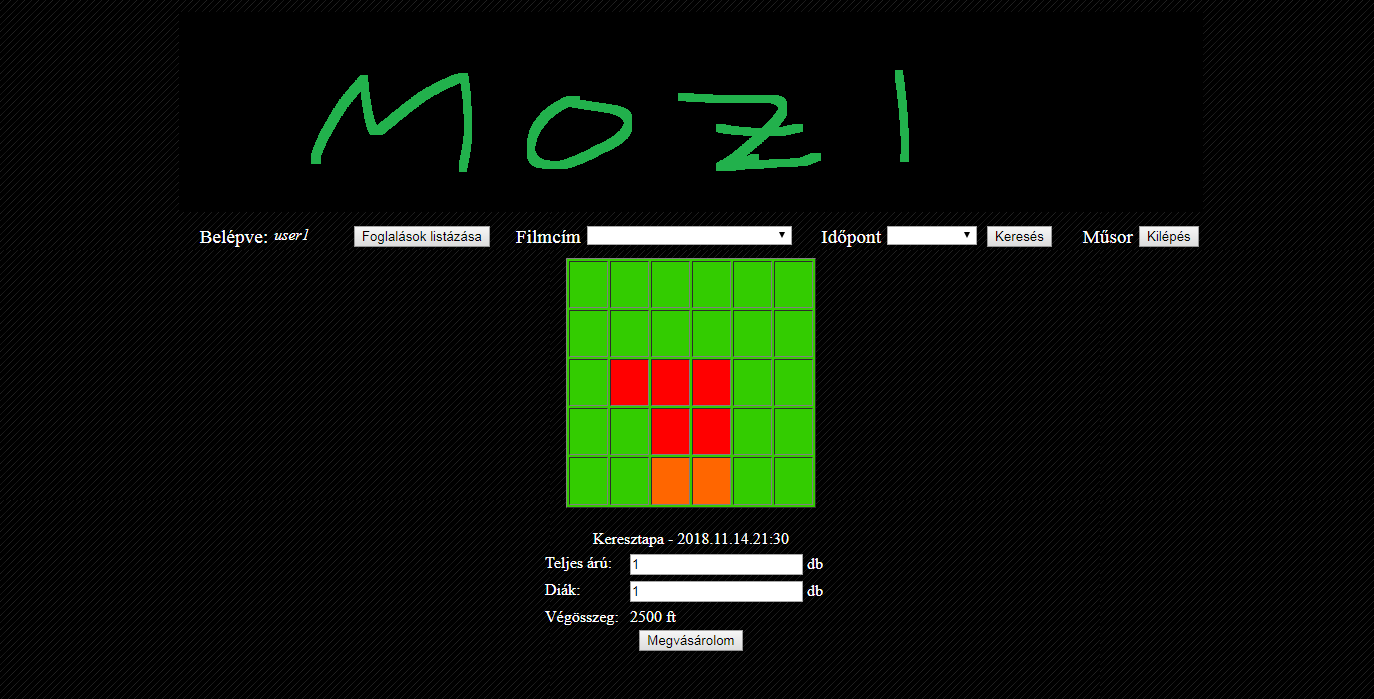 MOZI
Belépve: user1 Foglalások listázása Filmcím Időpont Keresés Műsor Kilépés
Keresztapa - 2018.11.14.21:30
Teljes árú: 1 db
Diák: 1 db
Végösszeg: 2500 ft
Megvásárolom